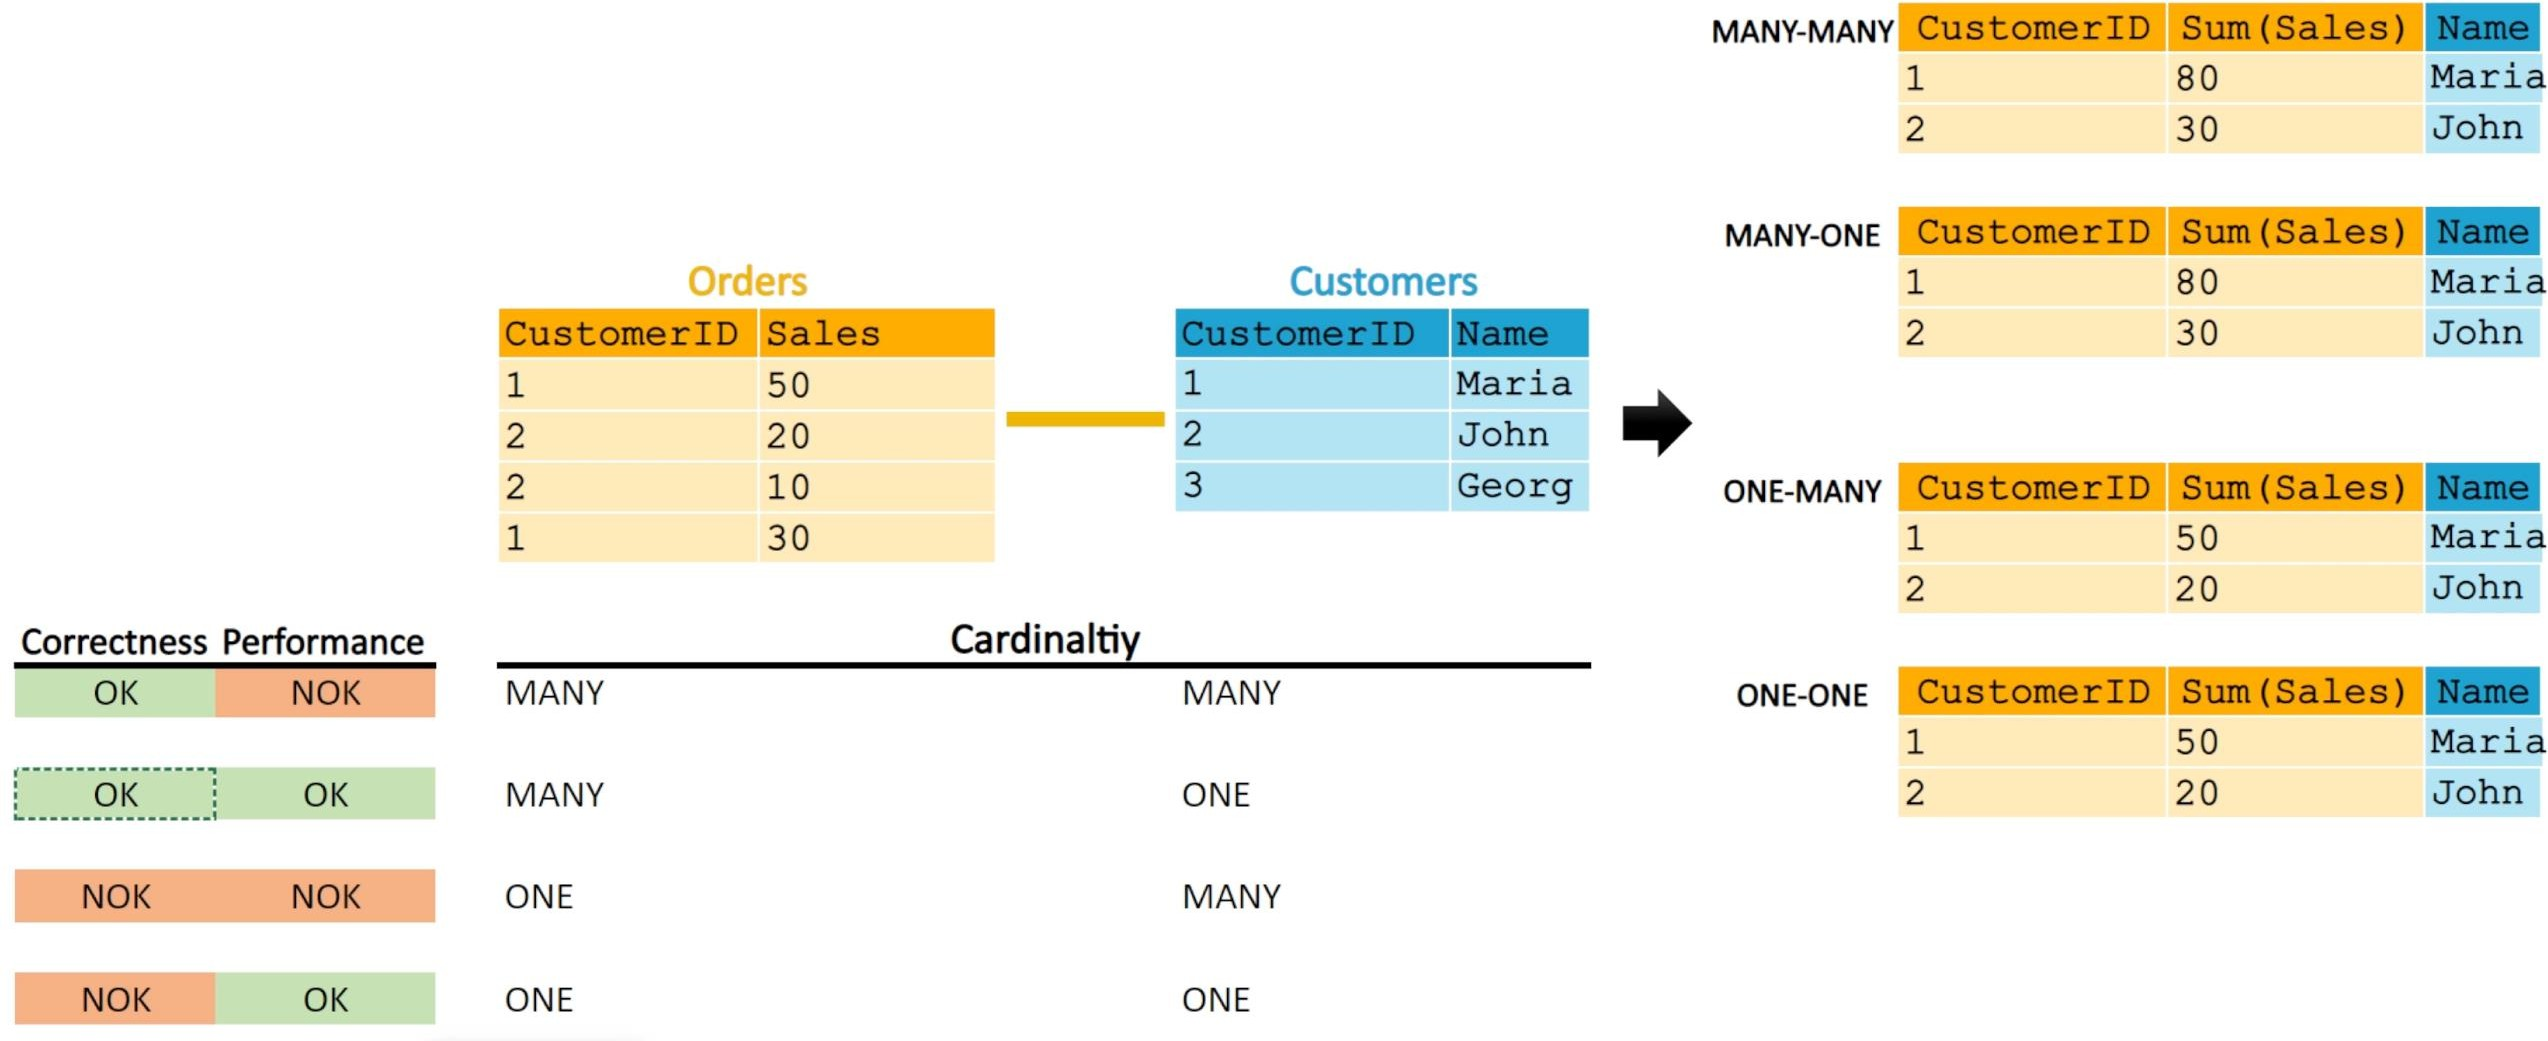 Orders
CustomerID Sales
1 50
2 20
2 10
1 30
Customers
CustomerID Name
1 Maria
2 John
3 Georg
Correctness Performance
Cardinaltiy
OK NOK MANY MANY
OK OK MANY ONE
NOK NOK ONE MANY
NOK OK ONE ONE
MANY-MANY
CustomerID Sum(Sales) Name
1 80 Maria
2 30 John
MANY-ONE
CustomerID Sum(Sales) Name
1 80 Maria
2 30 John
ONE-MANY
CustomerID Sum(Sales) Name
1 50 Maria
2 20 John
ONE-ONE
CustomerID Sum(Sales) Name
1 50 Maria
2 20 John